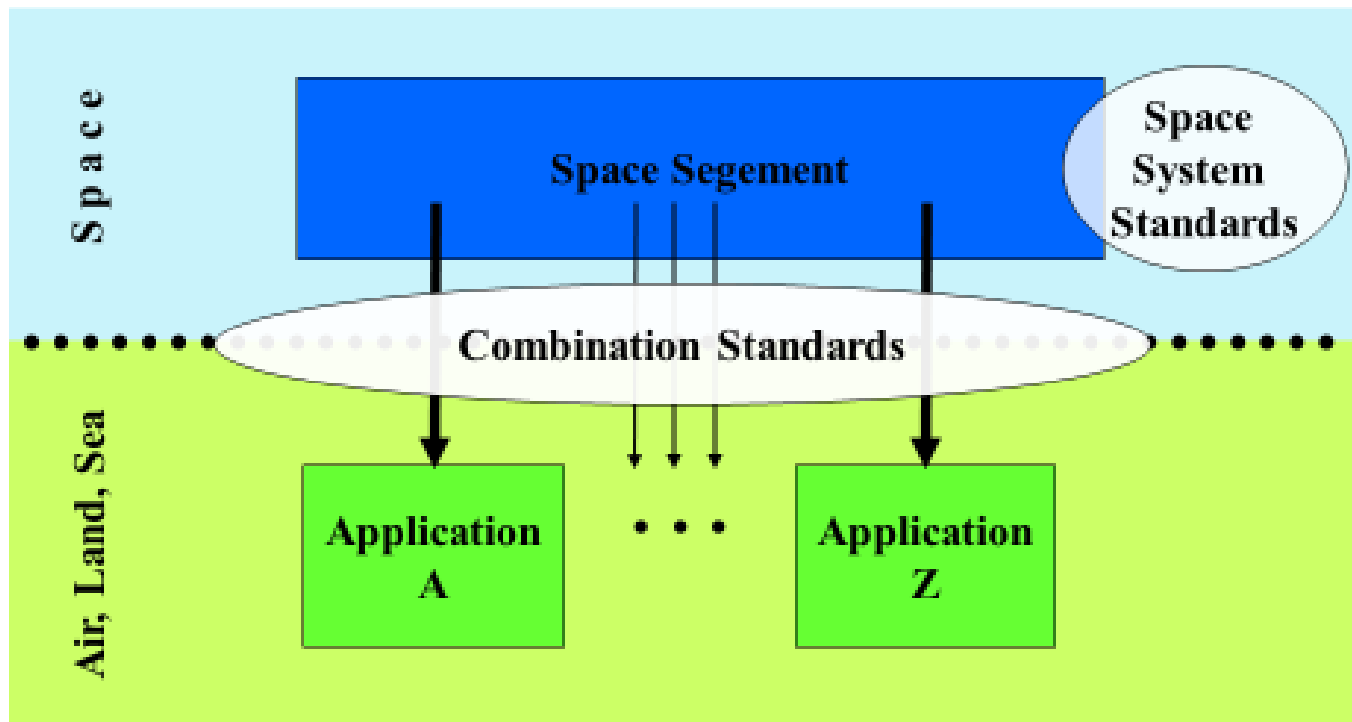 Space
Space Segement
Space
System
Standards
Combination Standards
Air, Land, Sea
Application
A
Application
Z